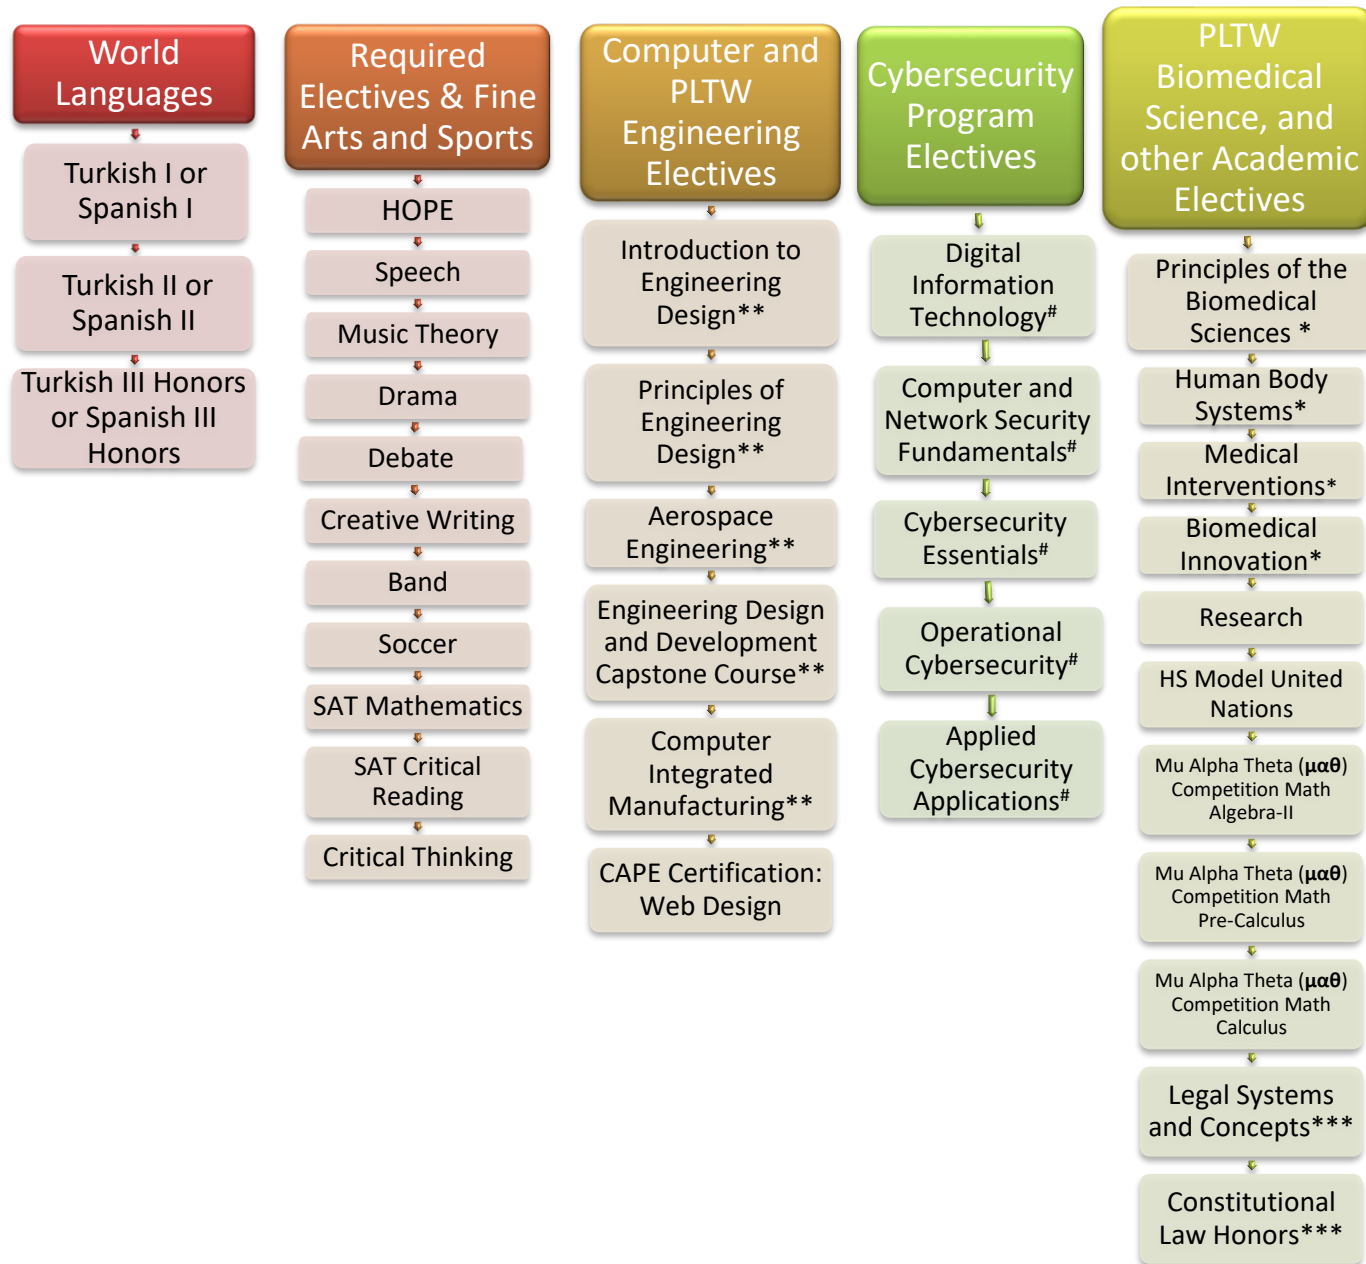 World
Languages
Turkish I or
Spanish I
Turkish II or
Spanish II
Turkish III Honors
or Spanish III
Honors
Required
Electives & Fine
Arts and Sports
HOPE
Speech
Music Theory
Drama
Debate
Creative Writing
Band
Soccer
SAT Mathematics
SAT Critical
Reading
Critical Thinking
Computer and
PLTW
Engineering
Electives
Introduction to
Engineering
Design**
Principles of
Engineering
Design**
Aerospace
Engineering**
Engineering Design
and Development
Capstone Course**
Computer
Integrated
Manufacturing**
CAPE Certification:
Web Design
Cybersecurity
Program
Electives
Digital
Information
Technology#
Computer and
Network Security
Fundamentals#
Cybersecurity
Essentials#
Operational
Cybersecurity#
Applied
Cybersecurity
Applications#
PLTW
Biomedical
Science, and
other Academic
Electives
Principles of the
Biomedical
Sciences *
Human Body
Systems*
Medical
Interventions*
Biomedical
Innovation*
Research
HS Model United
Nations
Mu Alpha Theta (μαθ)
Competition Math
Algebra-II
Mu Alpha Theta (μαθ)
Competition Math
Pre-Calculus
Mu Alpha Theta (μαθ)
Competition Math
Calculus
Legal Systems
and Concepts***
Constitutional
Law Honors***